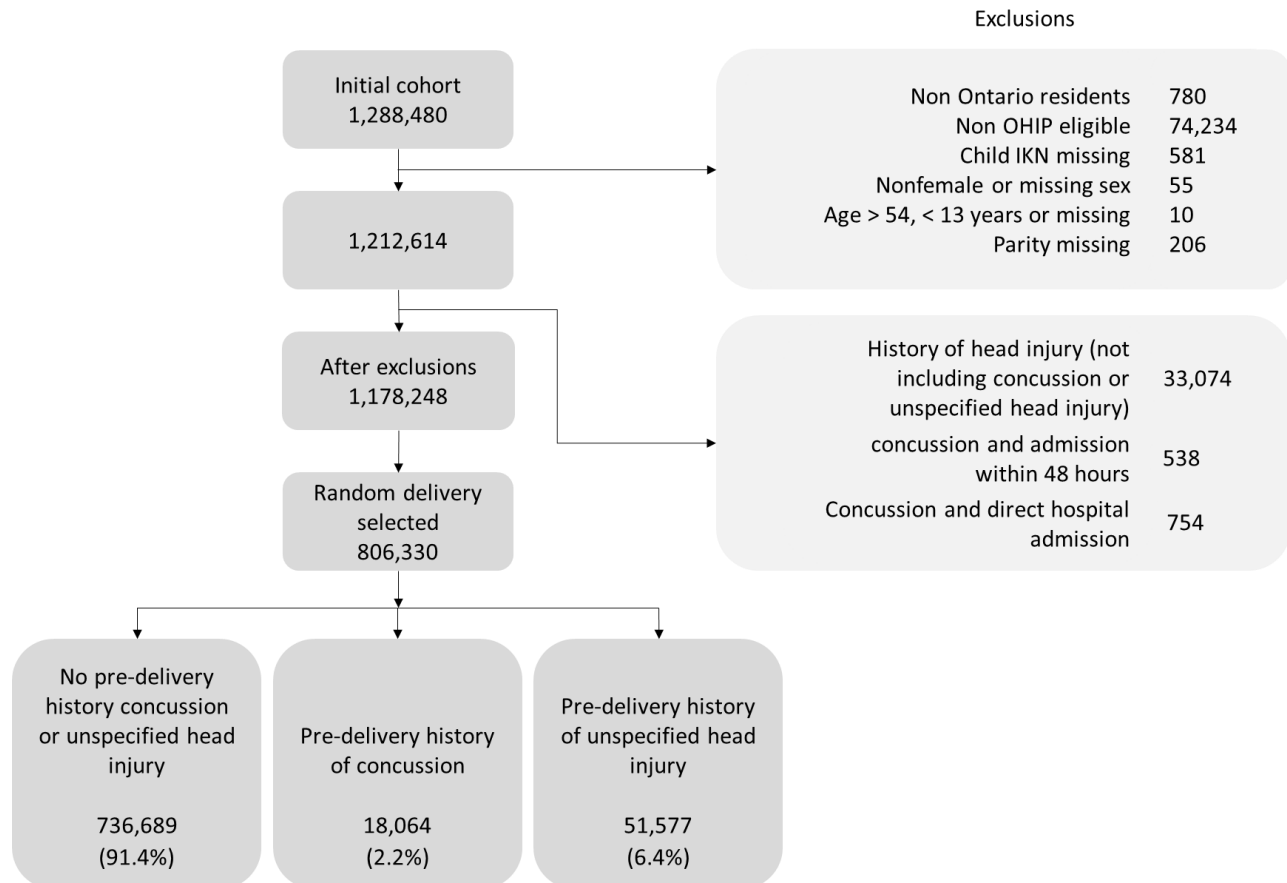 Exclusions
Initial cohort
1,288,480
Non Ontario residents 780
Non OHIP eligible 74,234
Child IKN missing 581
Nonfemale or missing sex 55
Age > 54, < 13 years or missing 10
Parity missing 206
1,212,614
History of head injury (not
including concussion or 33,074
unspecified head injury)
concussion and admission
within 48 hours 538
Concussion and direct hospital 754
admission
After exclusions
1,178,248
Random delivery
selected
806,330
No pre-delivery
history concussion
or unspecified head
injury
736,689
(91.4%)
Pre-delivery history
of concussion
18,064
(2.2%)
Pre-delivery history
of unspecified head
injury
51,577
(6.4%)